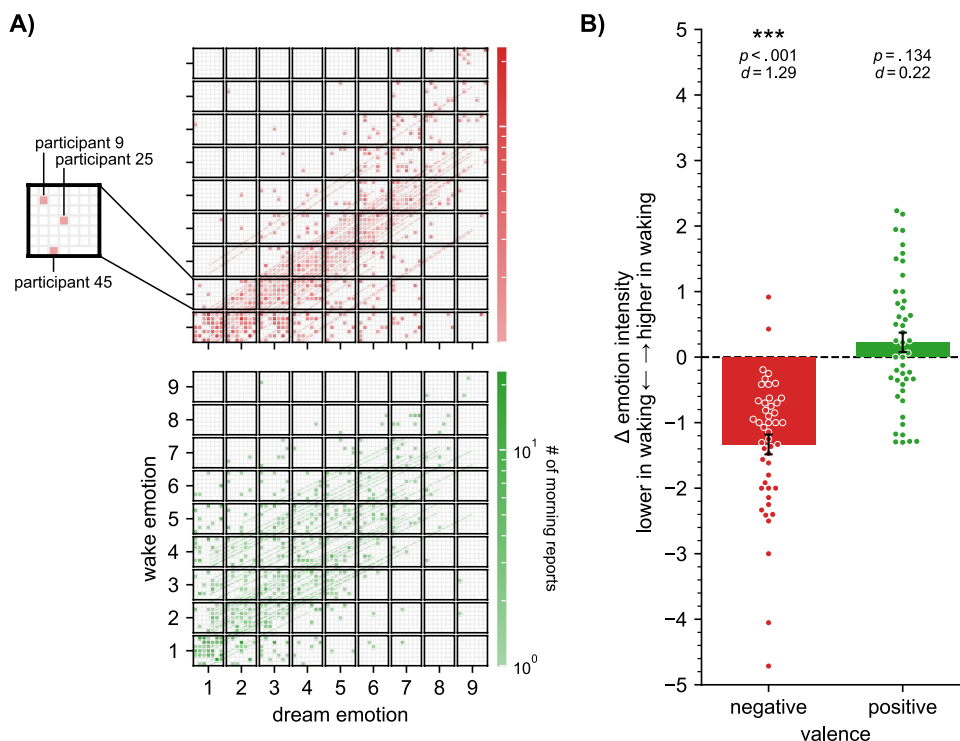 A)
participant 9
participant 25
participant 45
9
8
7
6
5
4
3
2
1
wake emotion
1 2 3 4 5 6 7 8 9
dream emotion
10¹
10⁰
# of morning reports
B)
***
p < .001
d = 1.29
p = .134
d = 0.22
5
4
3
2
1
0
−1
−2
−3
−4
−5
Δ emotion intensity
lower in waking ← → higher in waking
negative positive
valence